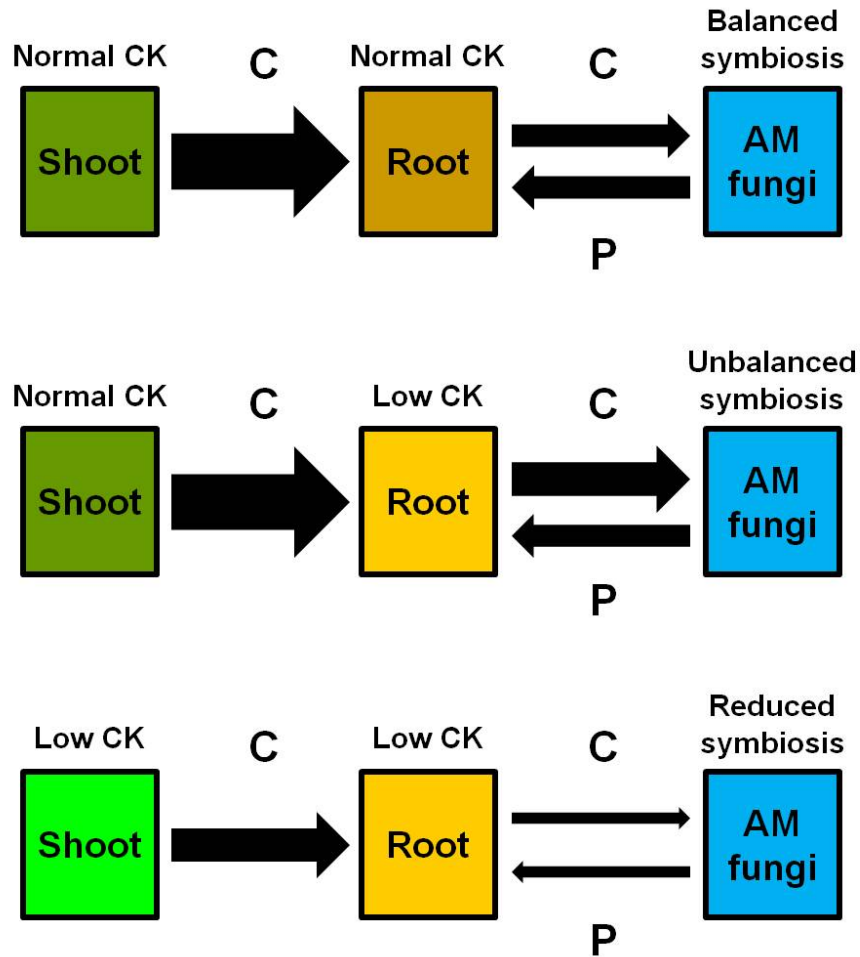 Normal CK
C
Normal CK
C
Balanced
symbiosis
Shoot
Root
AM
fungi
P
Normal CK
C
Low CK
C
Unbalanced
symbiosis
Shoot
Root
AM
fungi
P
Low CK
C
Low CK
C
Reduced
symbiosis
Shoot
Root
AM
fungi
P